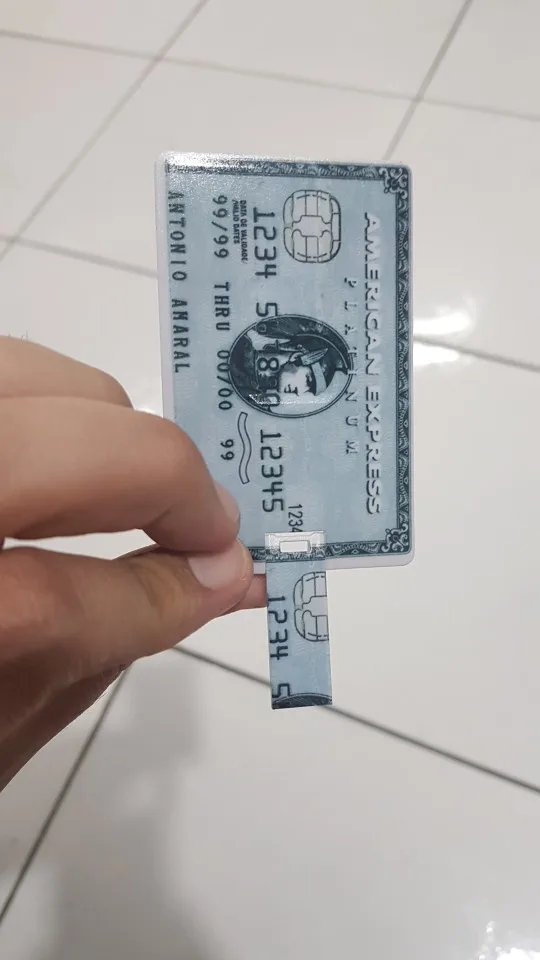 AMERICAN EXPRESS
PLATINUM
1234
1234 12345
DATA DE VALIDADE/
VALID DATES
99/99 THRU 00/00 99
ANTONIO AMARAL
1234 5